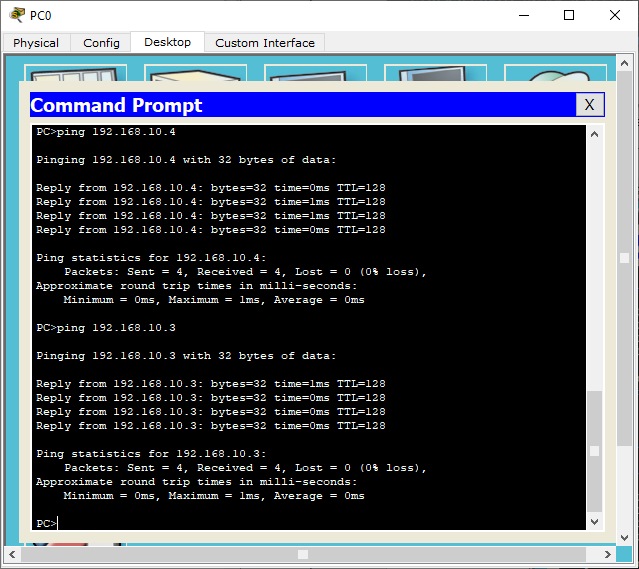 PC0
Physical Config Desktop Custom Interface
Command Prompt X
PC>ping 192.168.10.4
Pinging 192.168.10.4 with 32 bytes of data:
Reply from 192.168.10.4: bytes=32 time=0ms TTL=128
Reply from 192.168.10.4: bytes=32 time=1ms TTL=128
Reply from 192.168.10.4: bytes=32 time=1ms TTL=128
Reply from 192.168.10.4: bytes=32 time=0ms TTL=128
Ping statistics for 192.168.10.4:
Packets: Sent = 4, Received = 4, Lost = 0 (0% loss),
Approximate round trip times in milli-seconds:
Minimum = 0ms, Maximum = 1ms, Average = 0ms
PC>ping 192.168.10.3
Pinging 192.168.10.3 with 32 bytes of data:
Reply from 192.168.10.3: bytes=32 time=1ms TTL=128
Reply from 192.168.10.3: bytes=32 time=0ms TTL=128
Reply from 192.168.10.3: bytes=32 time=0ms TTL=128
Reply from 192.168.10.3: bytes=32 time=0ms TTL=128
Ping statistics for 192.168.10.3:
Packets: Sent = 4, Received = 4, Lost = 0 (0% loss),
Approximate round trip times in milli-seconds:
Minimum = 0ms, Maximum = 1ms, Average = 0ms
PC>